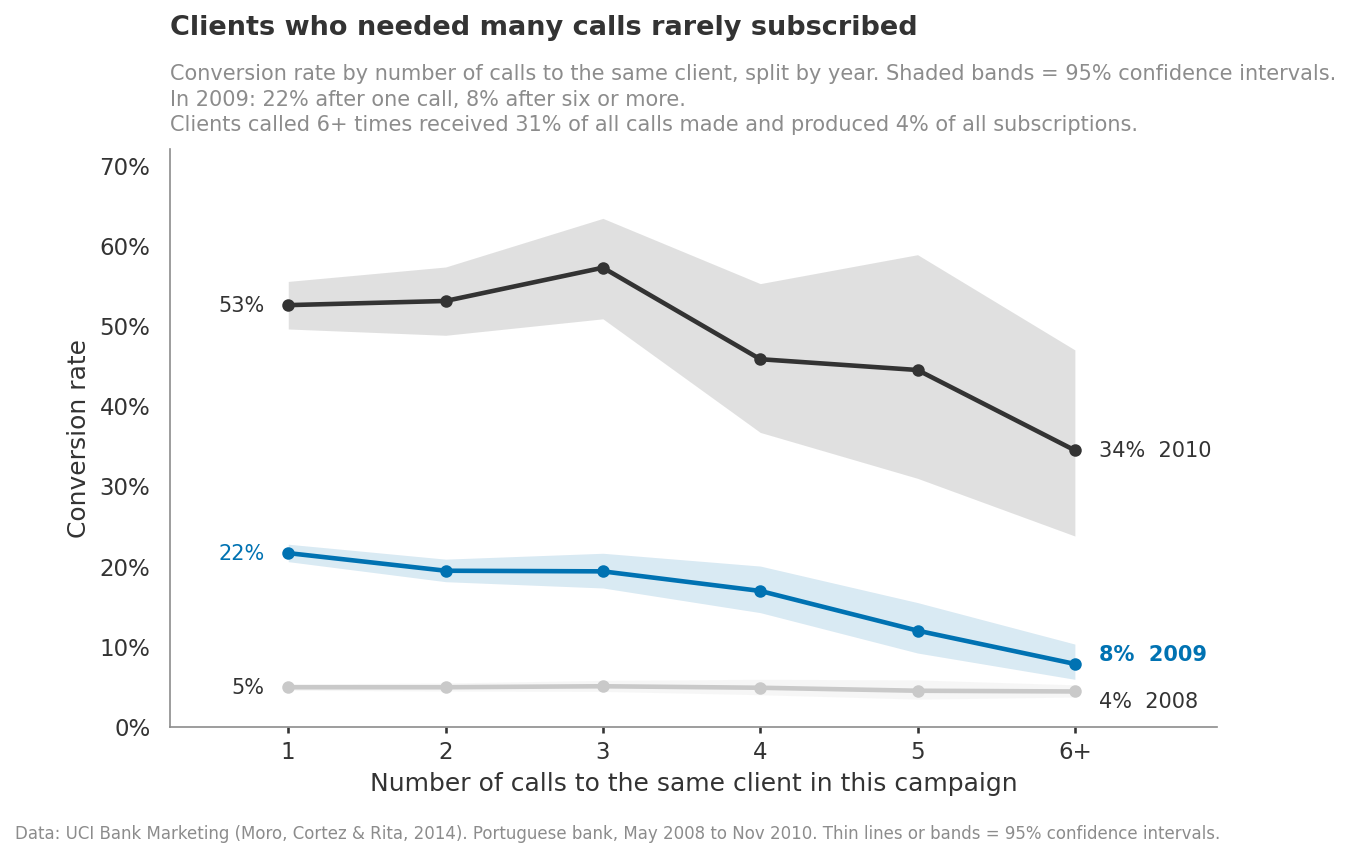 Clients who needed many calls rarely subscribed
Conversion rate by number of calls to the same client, split by year. Shaded bands = 95% confidence intervals.
In 2009: 22% after one call, 8% after six or more.
Clients called 6+ times received 31% of all calls made and produced 4% of all subscriptions.
70%
60%
50%
40%
30%
20%
10%
0%
Conversion rate
53%
34%  2010
22%
8%  2009
5%
4%  2008
1 2 3 4 5 6+
Number of calls to the same client in this campaign
Data: UCI Bank Marketing (Moro, Cortez & Rita, 2014). Portuguese bank, May 2008 to Nov 2010. Thin lines or bands = 95% confidence intervals.